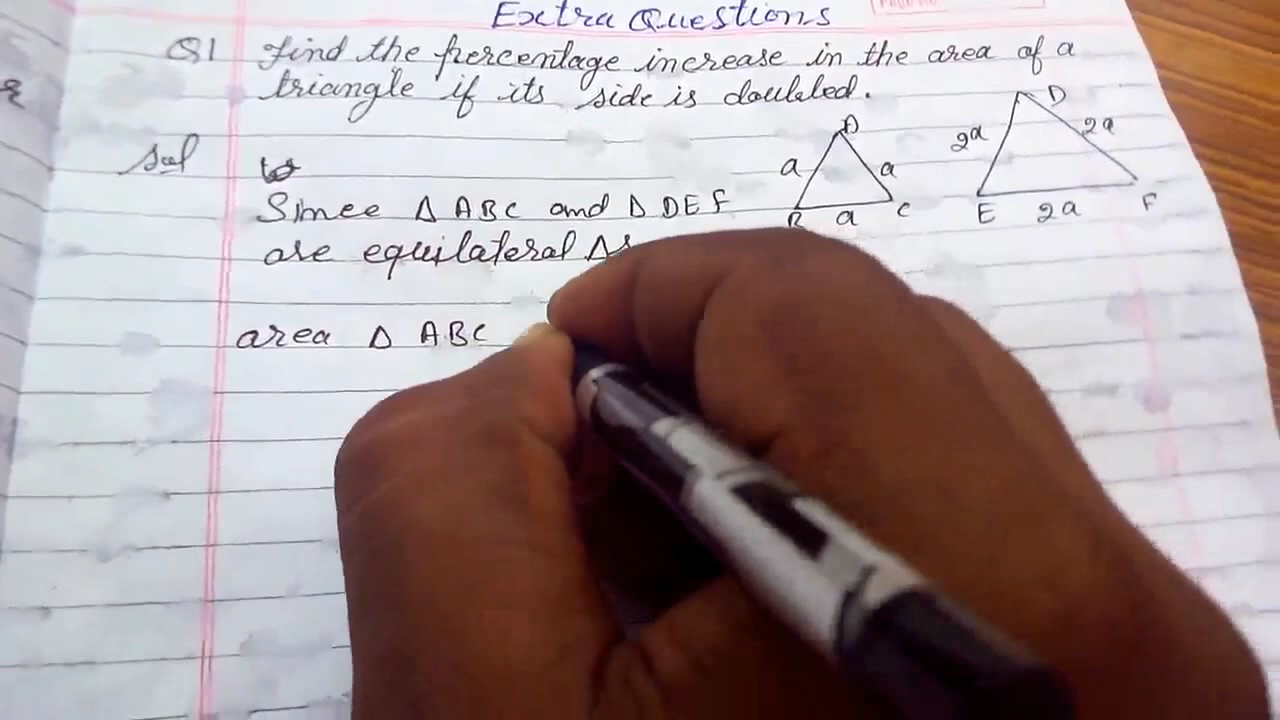 Extra Questions
Q1 Find the percentage increase in the area of a
triangle if its side is doubled.
Sol
Since Δ ABC and Δ DEF
are equilateral Δs
area Δ ABC
A
a a
B a C
D
2a 2a
E 2a F